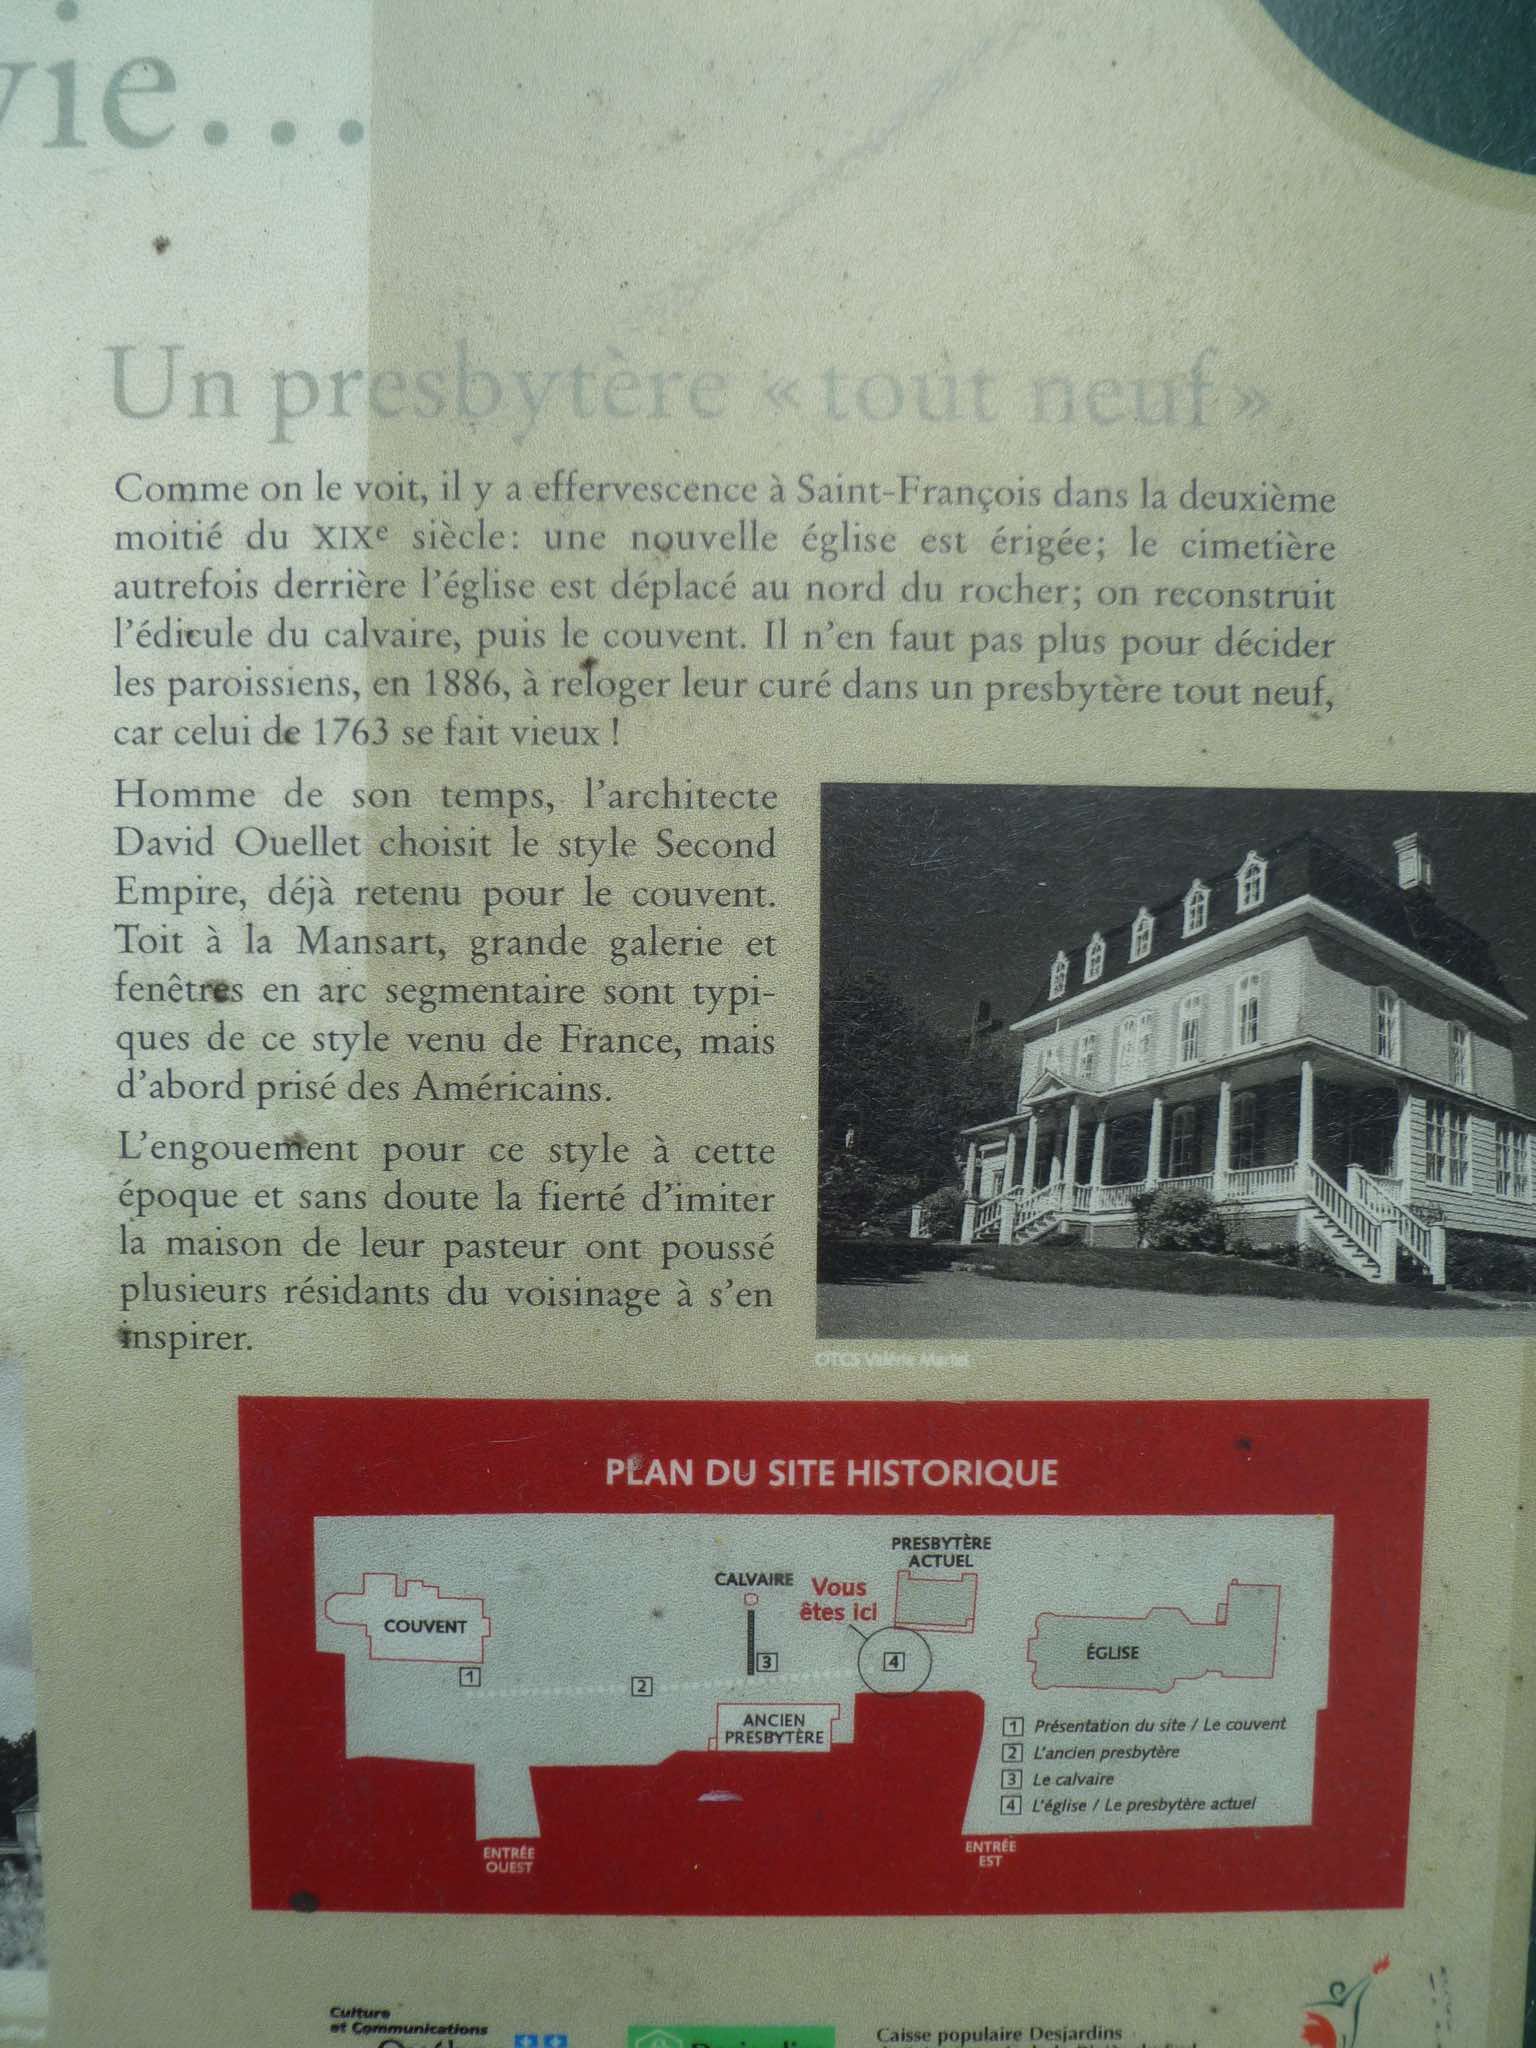 vie...
Un presbytère « tout neuf »
Comme on le voit, il y a effervescence à Saint-François dans la deuxième
moitié du XIXe siècle: une nouvelle église est érigée; le cimetière
autrefois derrière l'église est déplacé au nord du rocher; on reconstruit
l'édicule du calvaire, puis le couvent. Il n'en faut pas plus pour décider
les paroissiens, en 1886, à reloger leur curé dans un presbytère tout neuf,
car celui de 1763 se fait vieux !
Homme de son temps, l'architecte
David Ouellet choisit le style Second
Empire, déjà retenu pour le couvent.
Toit à la Mansart, grande galerie et
fenêtres en arc segmentaire sont typi-
ques de ce style venu de France, mais
d'abord prisé des Américains.
L'engouement pour ce style à cette
époque et sans doute la fierté d'imiter
la maison de leur pasteur ont poussé
plusieurs résidants du voisinage à s'en
inspirer.
OTCS Valérie Martel
PLAN DU SITE HISTORIQUE
PRESBYTÈRE
ACTUEL
CALVAIRE
Vous
êtes ici
COUVENT
ÉGLISE
1
2
3
4
ANCIEN
PRESBYTÈRE
1 Présentation du site / Le couvent
2 L'ancien presbytère
3 Le calvaire
4 L'église / Le presbytère actuel
ENTRÉE
OUEST
ENTRÉE
EST
Culture
et Communications
Québec
Desjardins
Caisse populaire Desjardins